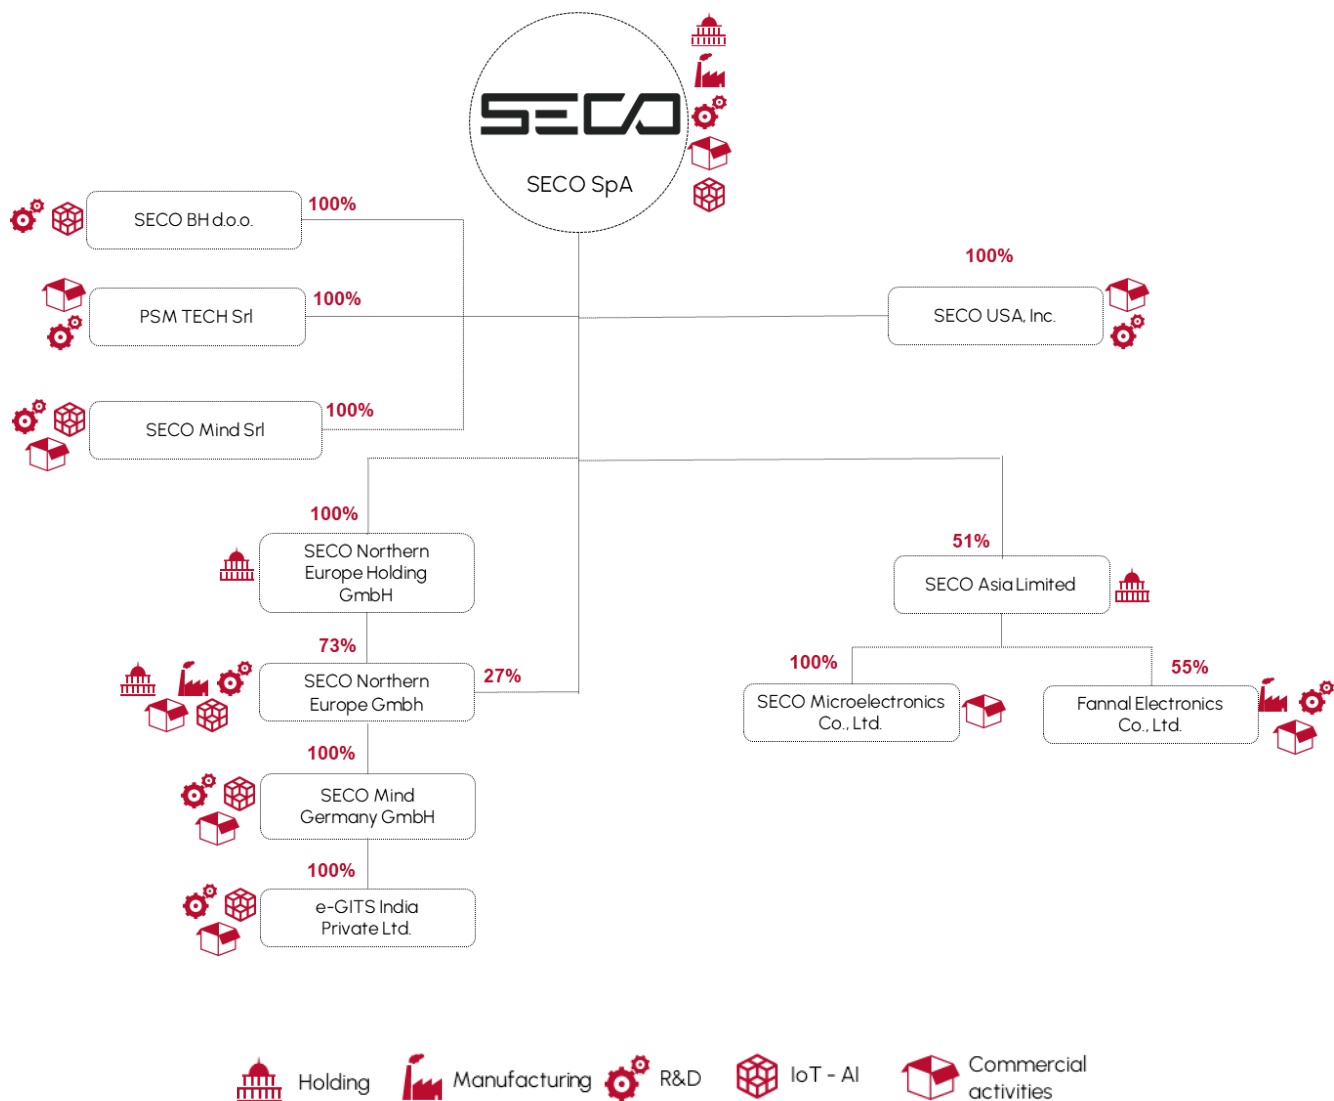 SECO
SECO SpA
100%
SECO BH d.o.o.
100%
PSM TECH Srl
100%
SECO USA, Inc.
100%
SECO Mind Srl
100%
SECO Northern
Europe Holding
GmbH
51%
SECO Asia Limited
73%
27%
SECO Northern
Europe Gmbh
100%
SECO Microelectronics
Co., Ltd.
55%
Fannal Electronics
Co., Ltd.
100%
SECO Mind
Germany GmbH
100%
e-GITS India
Private Ltd.
Holding
Manufacturing
R&D
IoT - AI
Commercial
activities